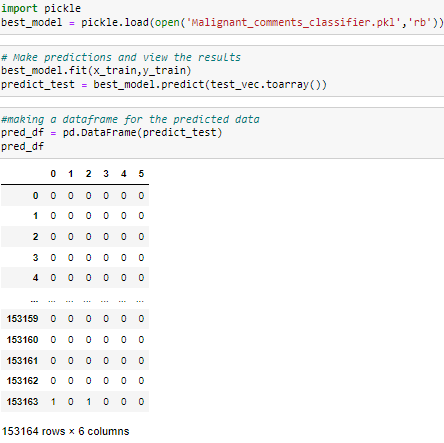 import pickle
best_model = pickle.load(open('Malignant_comments_classifier.pkl','rb'))
# Make predictions and view the results
best_model.fit(x_train,y_train)
predict_test = best_model.predict(test_vec.toarray())
#making a dataframe for the predicted data
pred_df = pd.DataFrame(predict_test)
pred_df
0 1 2 3 4 5
0 0 0 0 0 0 0
1 0 0 0 0 0 0
2 0 0 0 0 0 0
3 0 0 0 0 0 0
4 0 0 0 0 0 0
... ... ... ... ... ... ...
153159 0 0 0 0 0 0
153160 0 0 0 0 0 0
153161 0 0 0 0 0 0
153162 0 0 0 0 0 0
153163 1 0 1 0 0 0
153164 rows × 6 columns